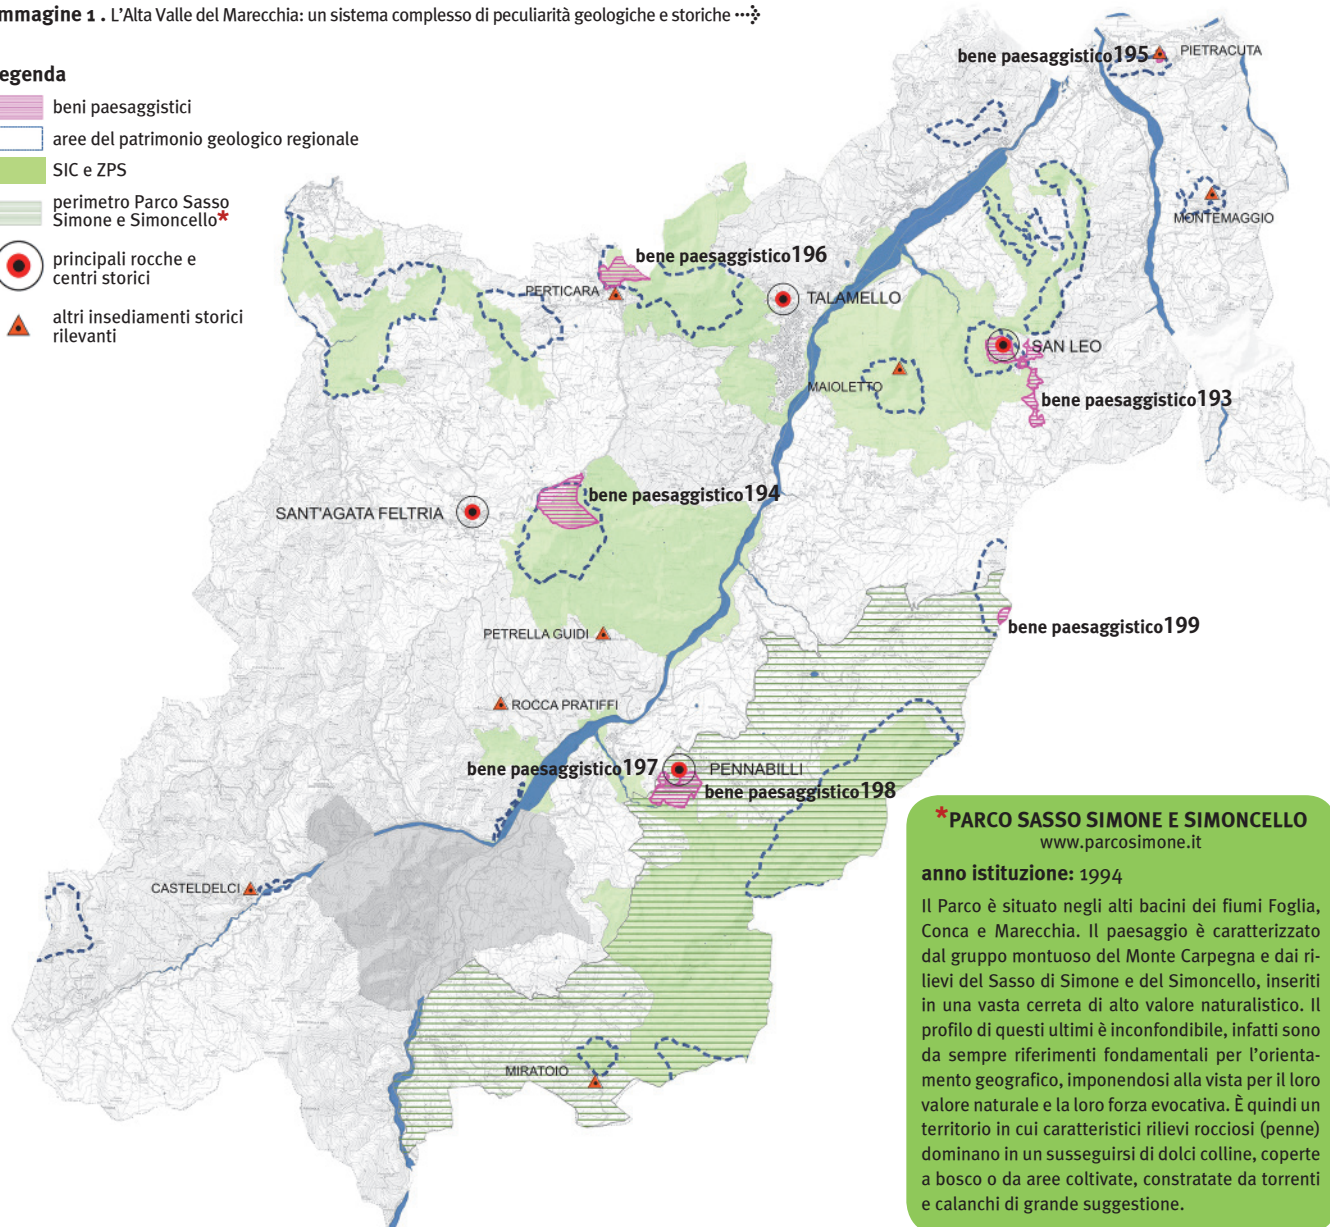 mmagine 1 . L'Alta Valle del Marecchia: un sistema complesso di peculiarità geologiche e storiche
egenda
beni paesaggistici
aree del patrimonio geologico regionale
SIC e ZPS
perimetro Parco Sasso
Simone e Simoncello*
principali rocche e
centri storici
altri insediamenti storici
rilevanti
bene paesaggistico195
PIETRACUTA
MONTEMAGGIO
bene paesaggistico196
PERTICARA
TALAMELLO
SAN LEO
MAIOLETTO
bene paesaggistico193
bene paesaggistico194
SANT'AGATA FELTRIA
PETRELLA GUIDI
bene paesaggistico199
ROCCA PRATIFFI
bene paesaggistico197
PENNABILLI
bene paesaggistico198
CASTELDELCI
MIRATOIO
*PARCO SASSO SIMONE E SIMONCELLO
www.parcosimone.it
anno istituzione: 1994
Il Parco è situato negli alti bacini dei fiumi Foglia,
Conca e Marecchia. Il paesaggio è caratterizzato
dal gruppo montuoso del Monte Carpegna e dai ri-
lievi del Sasso di Simone e del Simoncello, inseriti
in una vasta cerreta di alto valore naturalistico. Il
profilo di questi ultimi è inconfondibile, infatti sono
da sempre riferimenti fondamentali per l'orienta-
mento geografico, imponendosi alla vista per il loro
valore naturale e la loro forza evocativa. È quindi un
territorio in cui caratteristici rilievi rocciosi (penne)
dominano in un susseguirsi di dolci colline, coperte
a bosco o da aree coltivate, constratate da torrenti
e calanchi di grande suggestione.